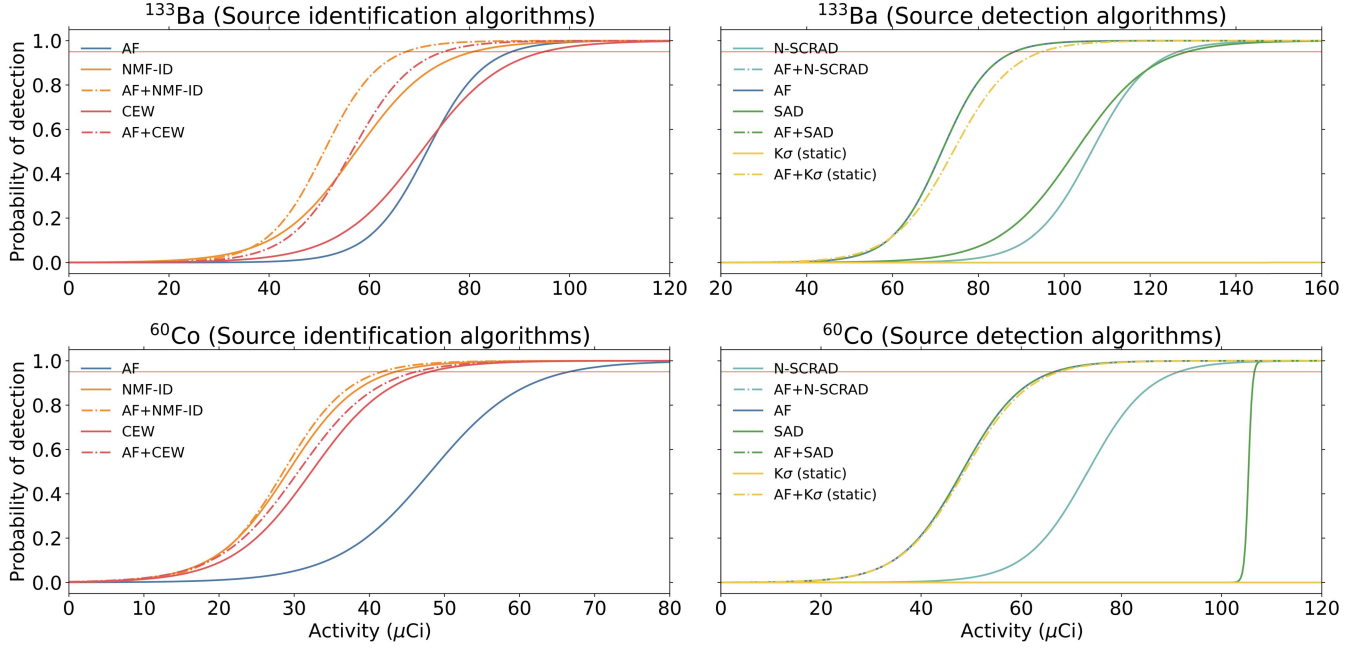 ¹³³Ba (Source identification algorithms)
Probability of detection
1.0
0.8
0.6
0.4
0.2
0.0
AF
NMF-ID
AF+NMF-ID
CEW
AF+CEW
0 20 40 60 80 100 120
¹³³Ba (Source detection algorithms)
N-SCRAD
AF+N-SCRAD
AF
SAD
AF+SAD
Kσ (static)
AF+Kσ (static)
20 40 60 80 100 120 140 160
⁶⁰Co (Source identification algorithms)
Probability of detection
1.0
0.8
0.6
0.4
0.2
0.0
AF
NMF-ID
AF+NMF-ID
CEW
AF+CEW
0 10 20 30 40 50 60 70 80
Activity (μCi)
⁶⁰Co (Source detection algorithms)
N-SCRAD
AF+N-SCRAD
AF
SAD
AF+SAD
Kσ (static)
AF+Kσ (static)
0 20 40 60 80 100 120
Activity (μCi)